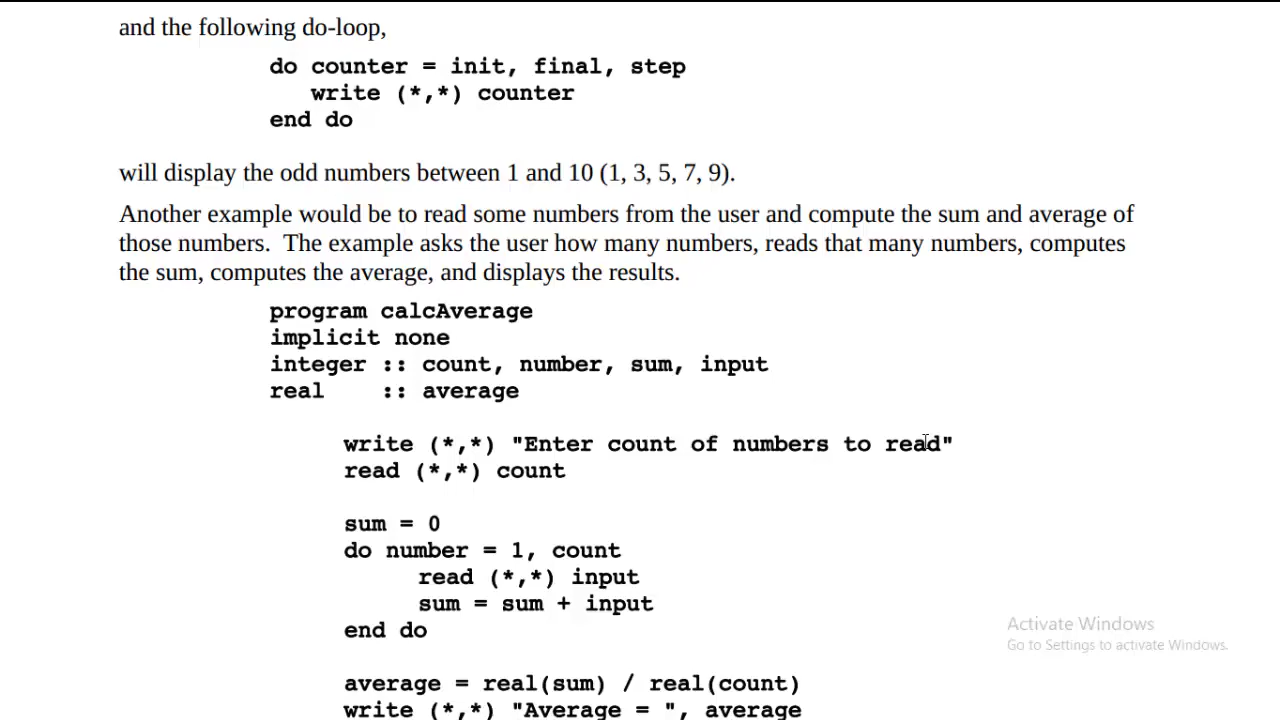 and the following do-loop,
do counter = init, final, step
write (*,*) counter
end do
will display the odd numbers between 1 and 10 (1, 3, 5, 7, 9).
Another example would be to read some numbers from the user and compute the sum and average of
those numbers.  The example asks the user how many numbers, reads that many numbers, computes
the sum, computes the average, and displays the results.
program calcAverage
implicit none
integer :: count, number, sum, input
real    :: average
write (*,*) "Enter count of numbers to read"
read (*,*) count
sum = 0
do number = 1, count
read (*,*) input
sum = sum + input
end do
average = real(sum) / real(count)
write (*,*) "Average = ", average
Activate Windows
Go to Settings to activate Windows.